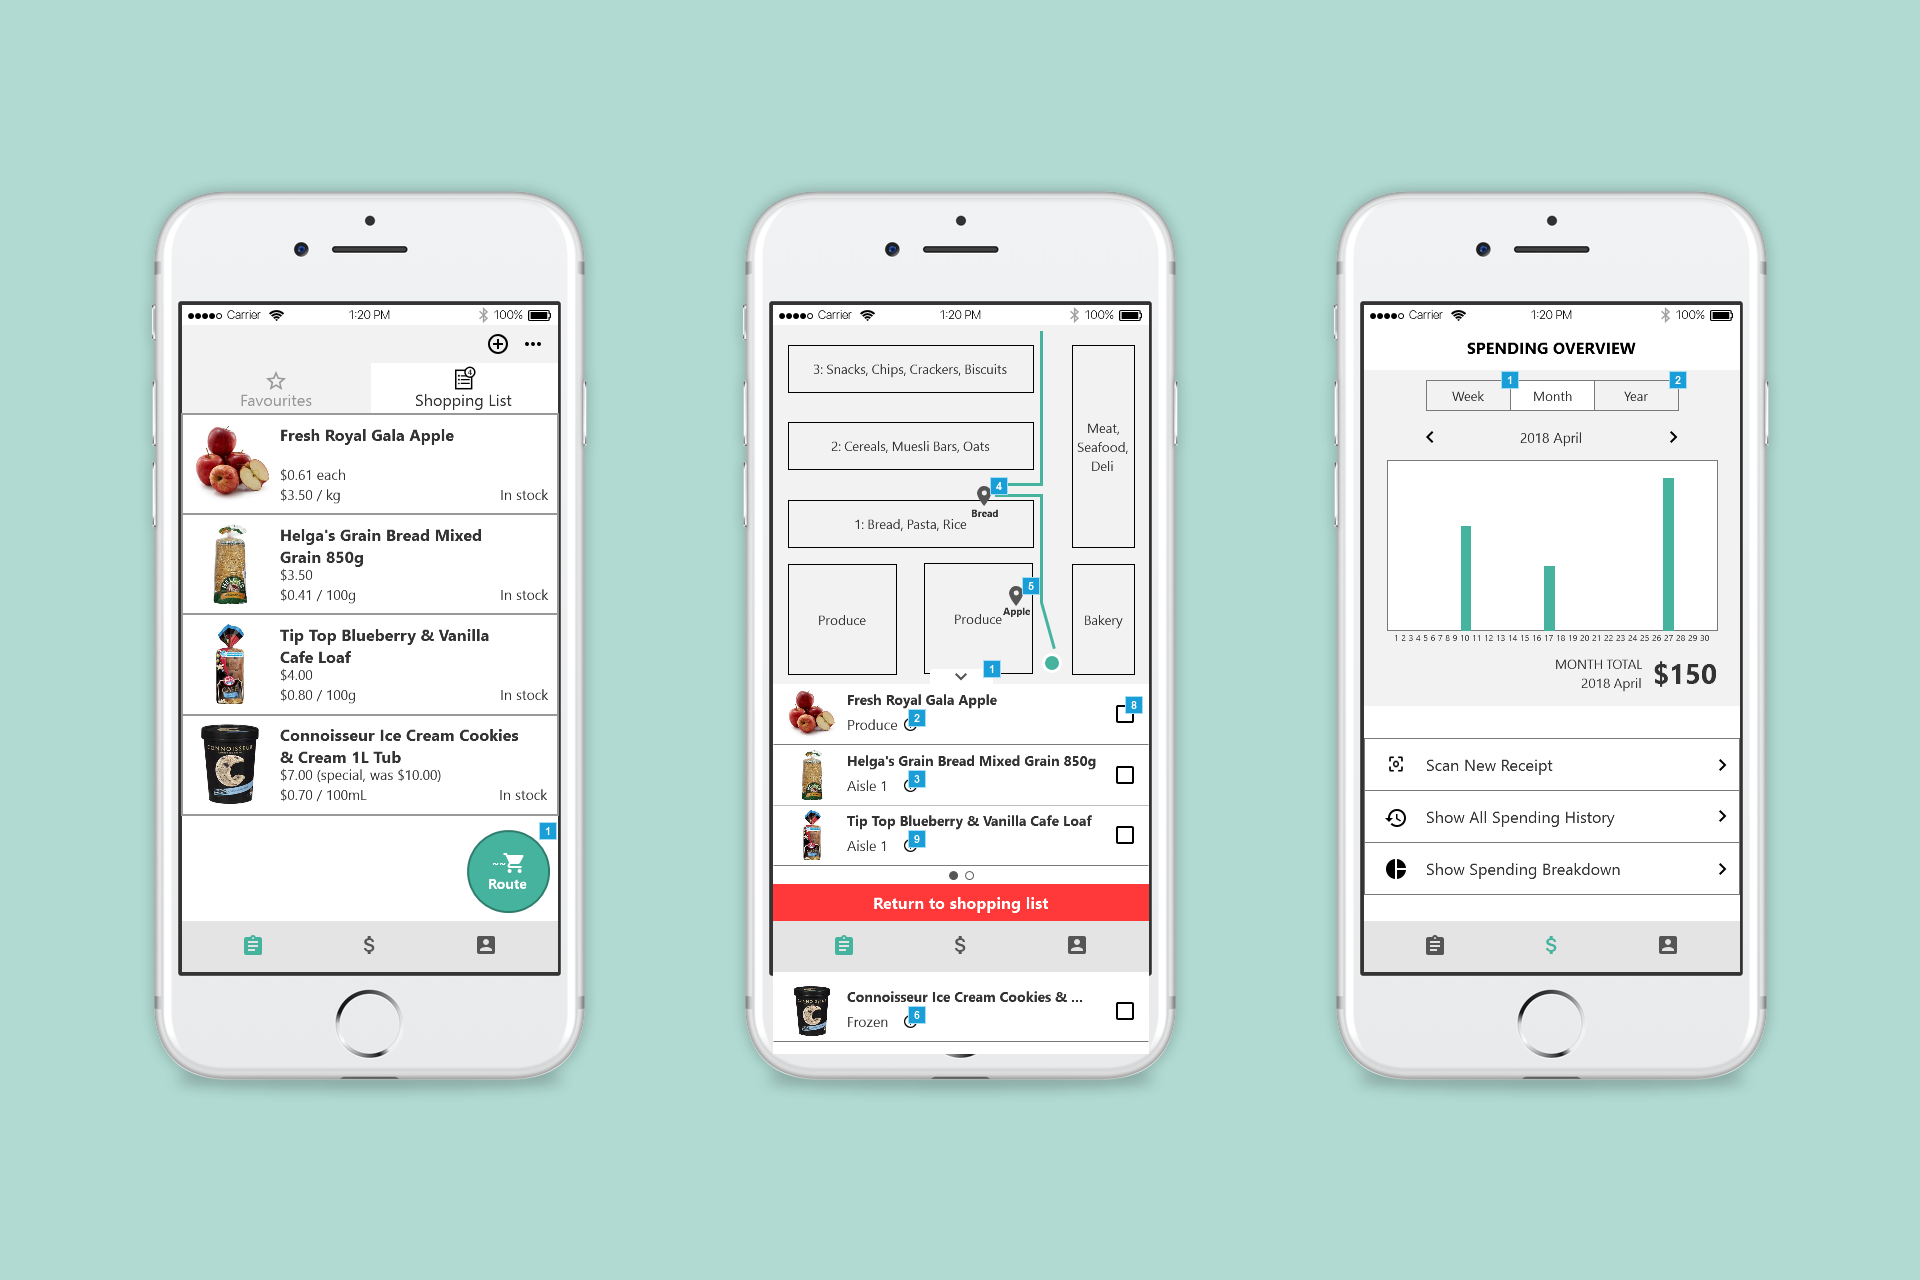 Carrier
1:20 PM
100%
4
Favourites
Shopping List
Fresh Royal Gala Apple
$0.61 each
$3.50 / kg
In stock
Helga's Grain Bread Mixed
Grain 850g
$3.50
$0.41 / 100g
In stock
Tip Top Blueberry & Vanilla
Cafe Loaf
$4.00
$0.80 / 100g
In stock
CONNOISSEUR
Connoisseur Ice Cream Cookies
& Cream 1L Tub
$7.00 (special, was $10.00)
$0.70 / 100mL
In stock
1
Route
$
Carrier
1:20 PM
100%
3: Snacks, Chips, Crackers, Biscuits
2: Cereals, Muesli Bars, Oats
Meat,
Seafood,
Deli
4
Bread
1: Bread, Pasta, Rice
5
Apple
Produce
Produce
Bakery
1
Fresh Royal Gala Apple
8
Produce
2
Helga's Grain Bread Mixed Grain 850g
Aisle 1
3
Tip Top Blueberry & Vanilla Cafe Loaf
Aisle 1
9
Return to shopping list
$
Connoisseur Ice Cream Cookies & ...
Frozen
6
Carrier
1:20 PM
100%
SPENDING OVERVIEW
1
2
Week
Month
Year
2018 April
1 2 3 4 5 6 7 8 9 10 11 12 13 14 15 16 17 18 19 20 21 22 23 24 25 26 27 28 29 30
MONTH TOTAL
2018 April
$150
Scan New Receipt
Show All Spending History
Show Spending Breakdown
$